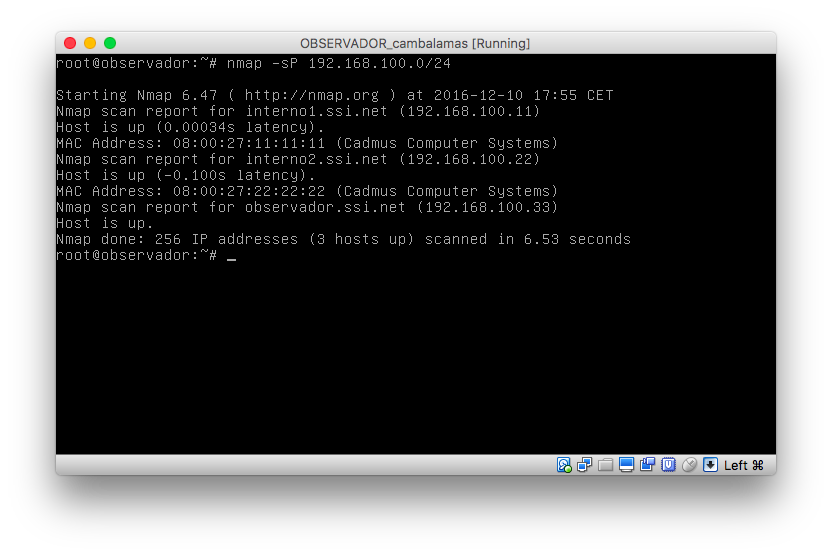 OBSERVADOR_cambalamas [Running]
root@observador:~# nmap -sP 192.168.100.0/24
Starting Nmap 6.47 ( http://nmap.org ) at 2016-12-10 17:55 CET
Nmap scan report for interno1.ssi.net (192.168.100.11)
Host is up (0.00034s latency).
MAC Address: 08:00:27:11:11:11 (Cadmus Computer Systems)
Nmap scan report for interno2.ssi.net (192.168.100.22)
Host is up (-0.100s latency).
MAC Address: 08:00:27:22:22:22 (Cadmus Computer Systems)
Nmap scan report for observador.ssi.net (192.168.100.33)
Host is up.
Nmap done: 256 IP addresses (3 hosts up) scanned in 6.53 seconds
root@observador:~# _
Left ⌘